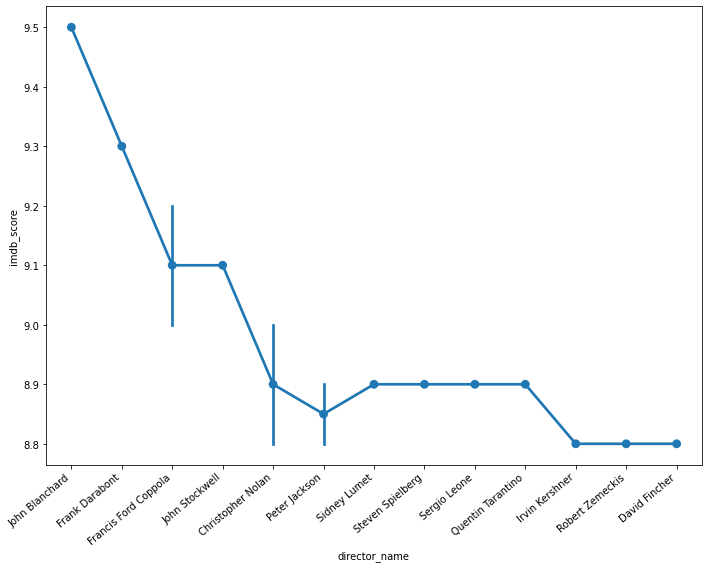 imdb_score
9.5
9.4
9.3
9.2
9.1
9.0
8.9
8.8
John Blanchard
Frank Darabont
Francis Ford Coppola
John Stockwell
Christopher Nolan
Peter Jackson
Sidney Lumet
Steven Spielberg
Sergio Leone
Quentin Tarantino
Irvin Kershner
Robert Zemeckis
David Fincher
director_name